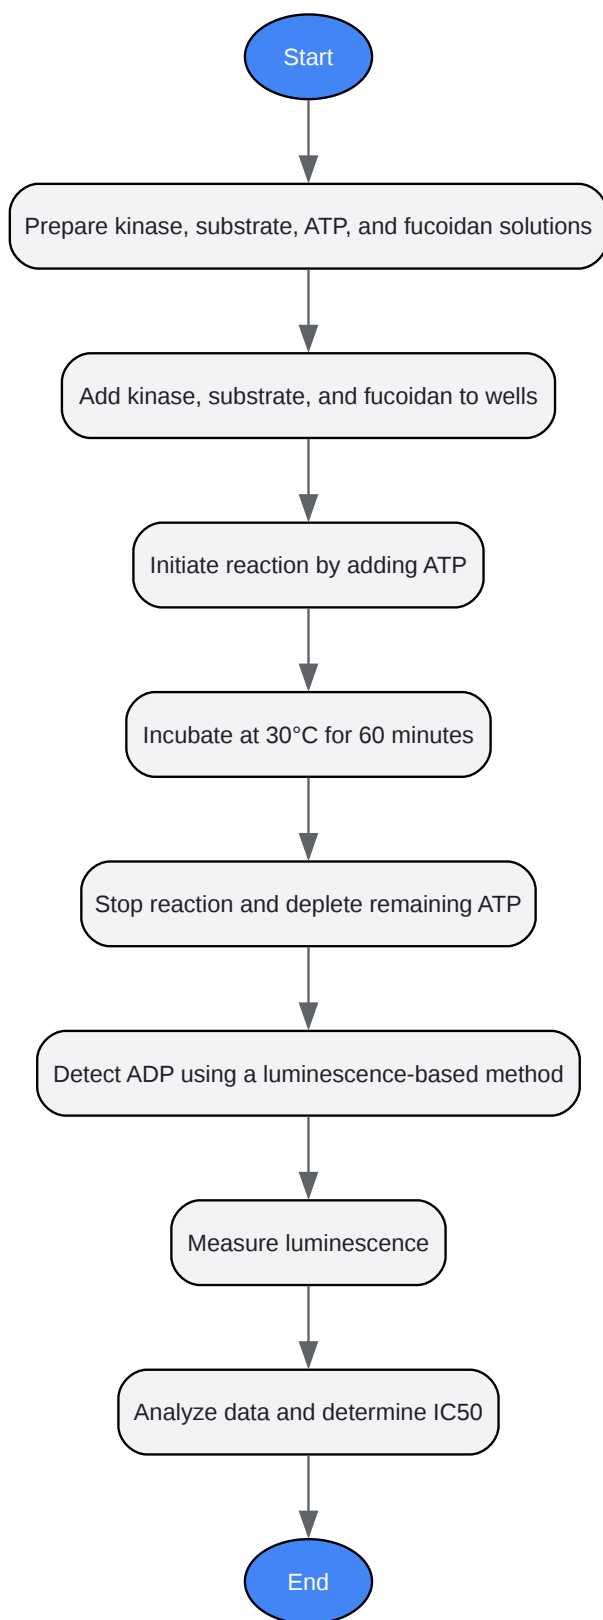 Start
Prepare kinase, substrate, ATP, and fucoidan solutions
Add kinase, substrate, and fucoidan to wells
Initiate reaction by adding ATP
Incubate at 30°C for 60 minutes
Stop reaction and deplete remaining ATP
Detect ADP using a luminescence-based method
Measure luminescence
Analyze data and determine IC50
End